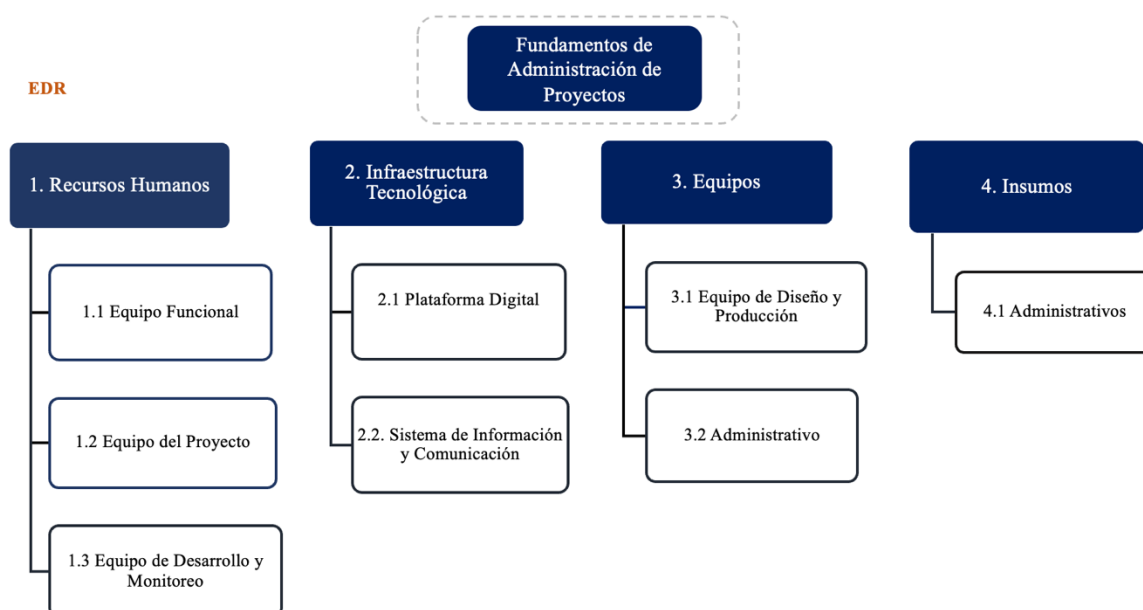 Fundamentos de
Administración de
Proyectos
EDR
1. Recursos Humanos
2. Infraestructura
Tecnológica
3. Equipos
4. Insumos
1.1 Equipo Funcional
2.1 Plataforma Digital
3.1 Equipo de Diseño y
Producción
4.1 Administrativos
1.2 Equipo del Proyecto
2.2. Sistema de Información
y Comunicación
3.2 Administrativo
1.3 Equipo de Desarrollo y
Monitoreo